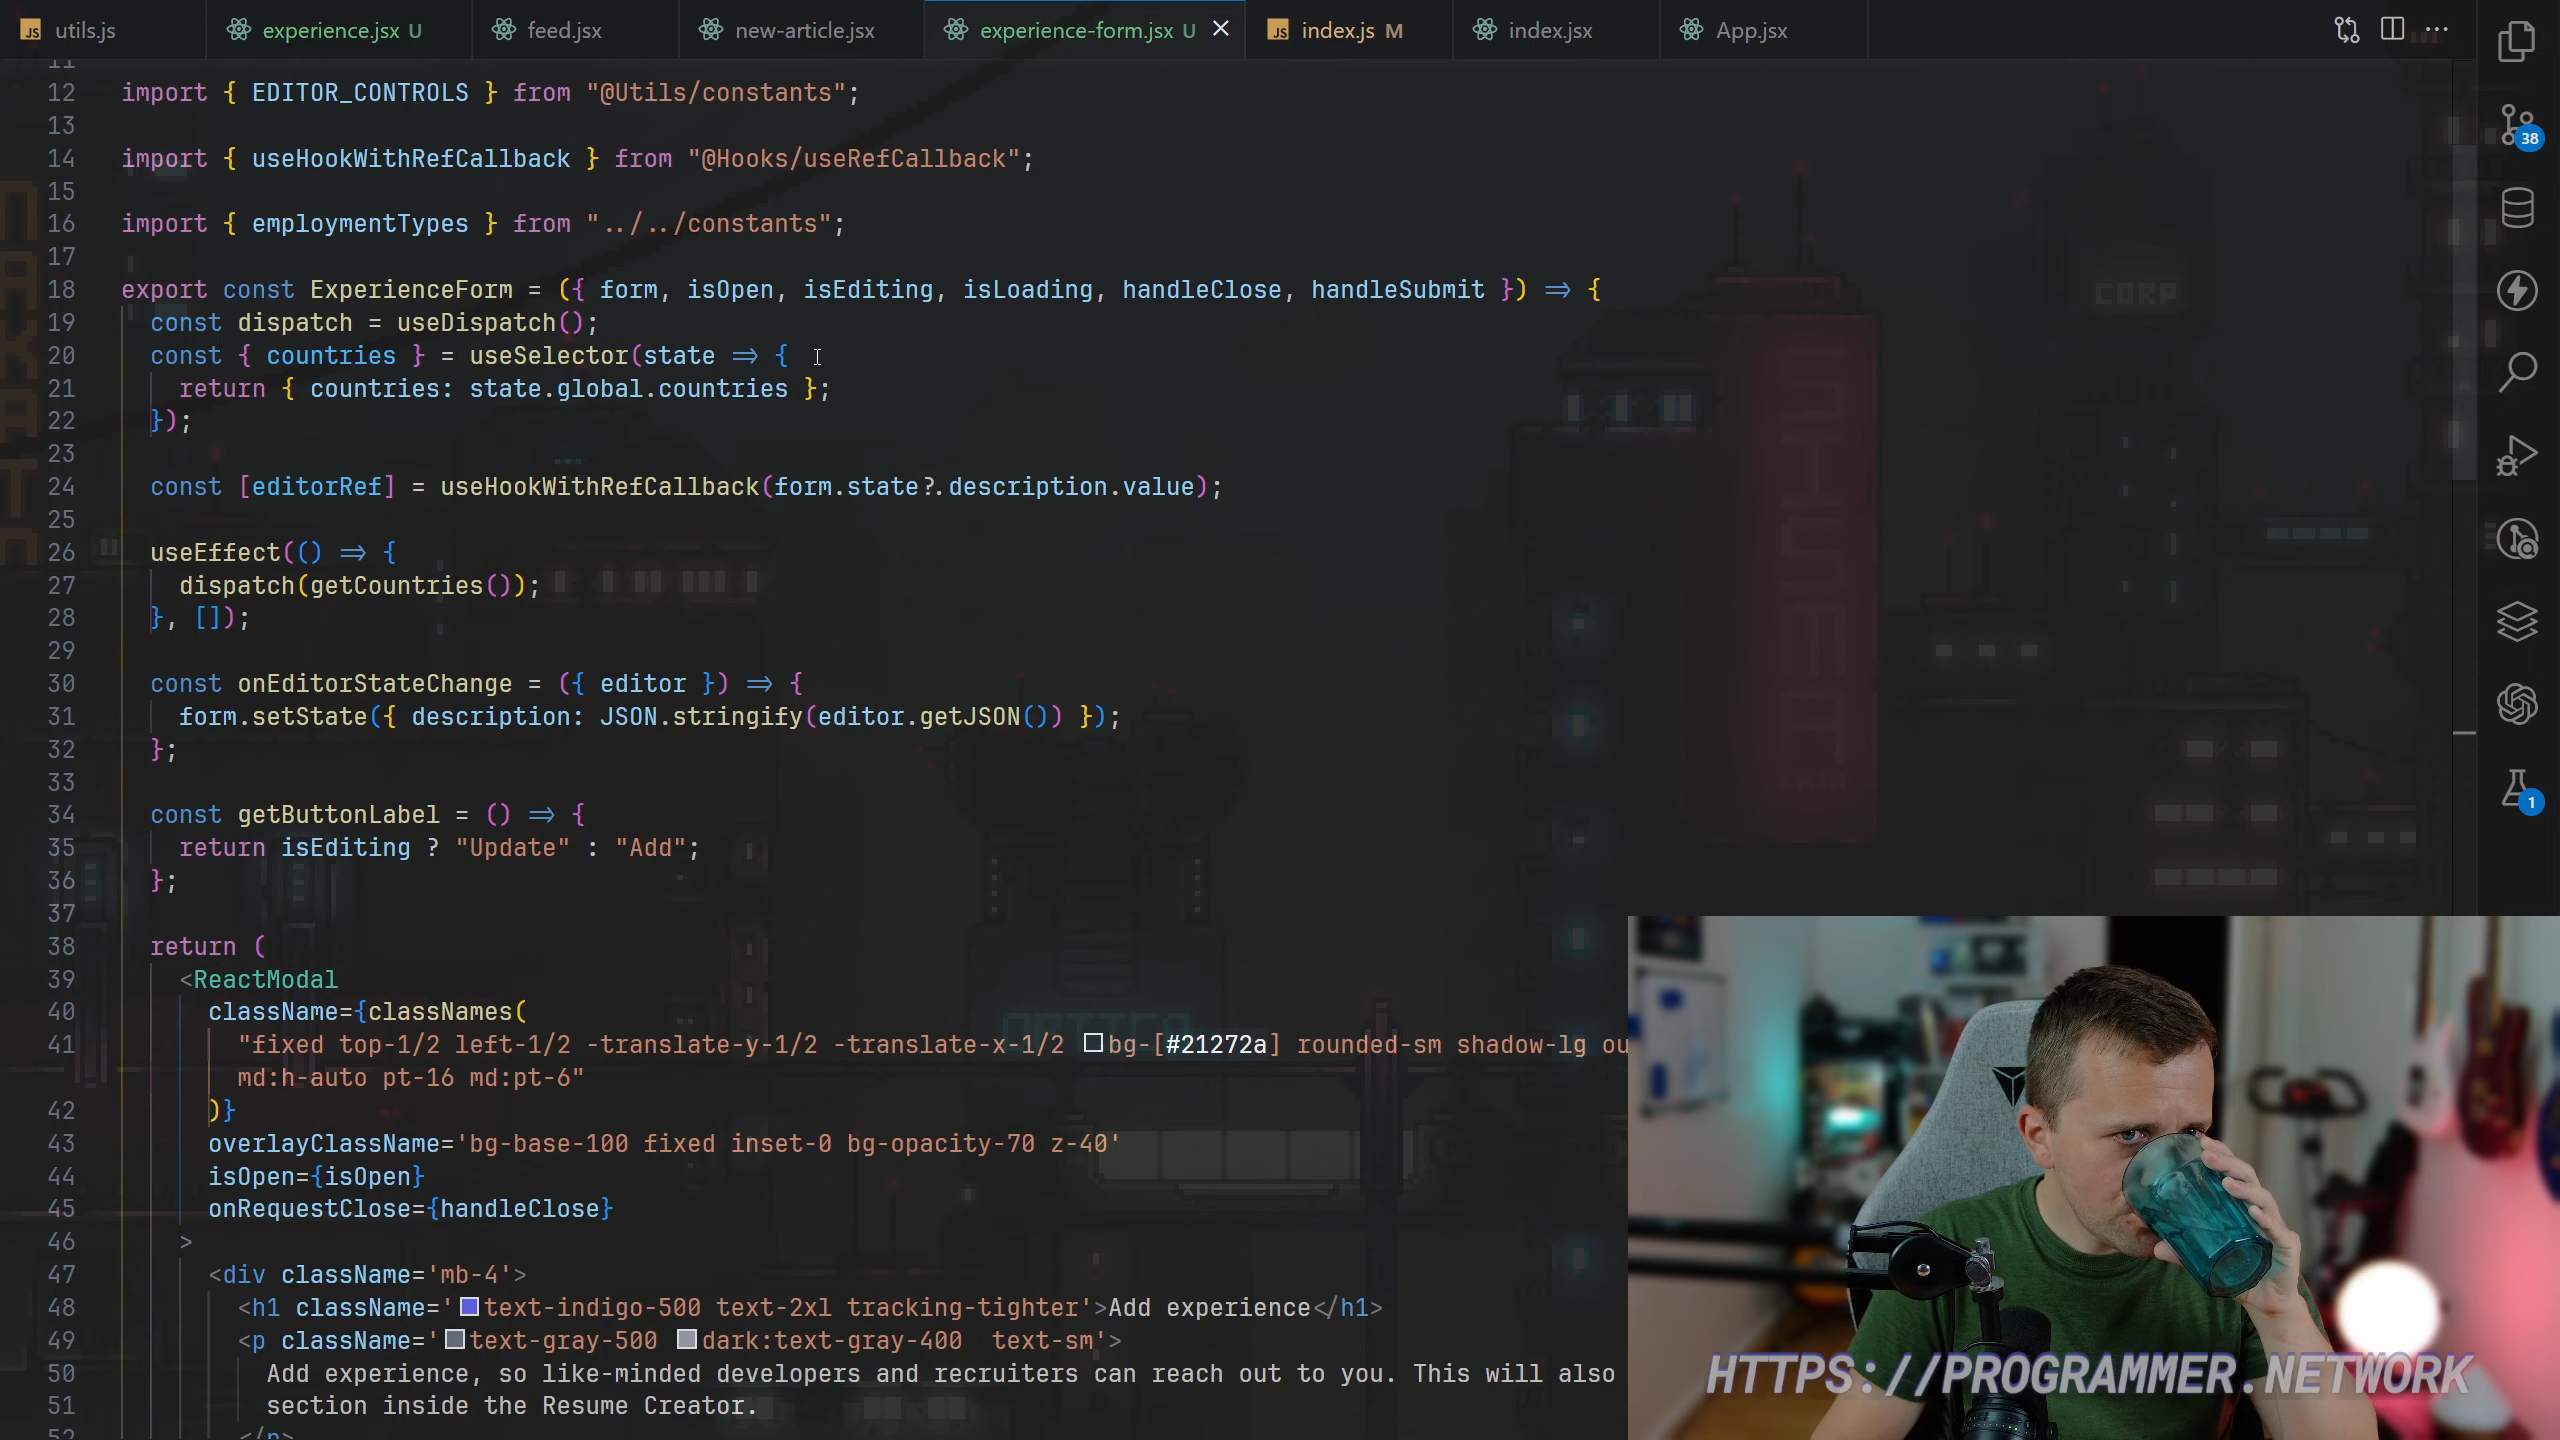 utils.js
experience.jsx U
feed.jsx
new-article.jsx
experience-form.jsx U
index.js M
index.jsx
App.jsx
11
12 import { EDITOR_CONTROLS } from "@Utils/constants";
13
14 import { useHookWithRefCallback } from "@Hooks/useRefCallback";
15
16 import { employmentTypes } from "../../constants";
17
18 export const ExperienceForm = ({ form, isOpen, isEditing, isLoading, handleClose, handleSubmit }) => {
19 const dispatch = useDispatch();
20 const { countries } = useSelector(state => {
21 return { countries: state.global.countries };
22 });
23
24 const [editorRef] = useHookWithRefCallback(form.state?.description.value);
25
26 useEffect(() => {
27 dispatch(getCountries());
28 }, []);
29
30 const onEditorStateChange = ({ editor }) => {
31 form.setState({ description: JSON.stringify(editor.getJSON()) });
32 };
33
34 const getButtonLabel = () => {
35 return isEditing ? "Update" : "Add";
36 };
37
38 return (
39 <ReactModal
40 className={classNames(
41 "fixed top-1/2 left-1/2 -translate-y-1/2 -translate-x-1/2 bg-[#21272a] rounded-sm shadow-lg ou
md:h-auto pt-16 md:pt-6"
42 )}
43 overlayClassName='bg-base-100 fixed inset-0 bg-opacity-70 z-40'
44 isOpen={isOpen}
45 onRequestClose={handleClose}
46 >
47 <div className='mb-4'>
48 <h1 className='text-indigo-500 text-2xl tracking-tighter'>Add experience</h1>
49 <p className='text-gray-500 dark:text-gray-400  text-sm'>
50 Add experience, so like-minded developers and recruiters can reach out to you. This will also
51 section inside the Resume Creator.
52 </p>
38
1
CORP
HTTPS://PROGRAMMER.NETWORK